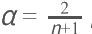 α = 2/(n+1) ,